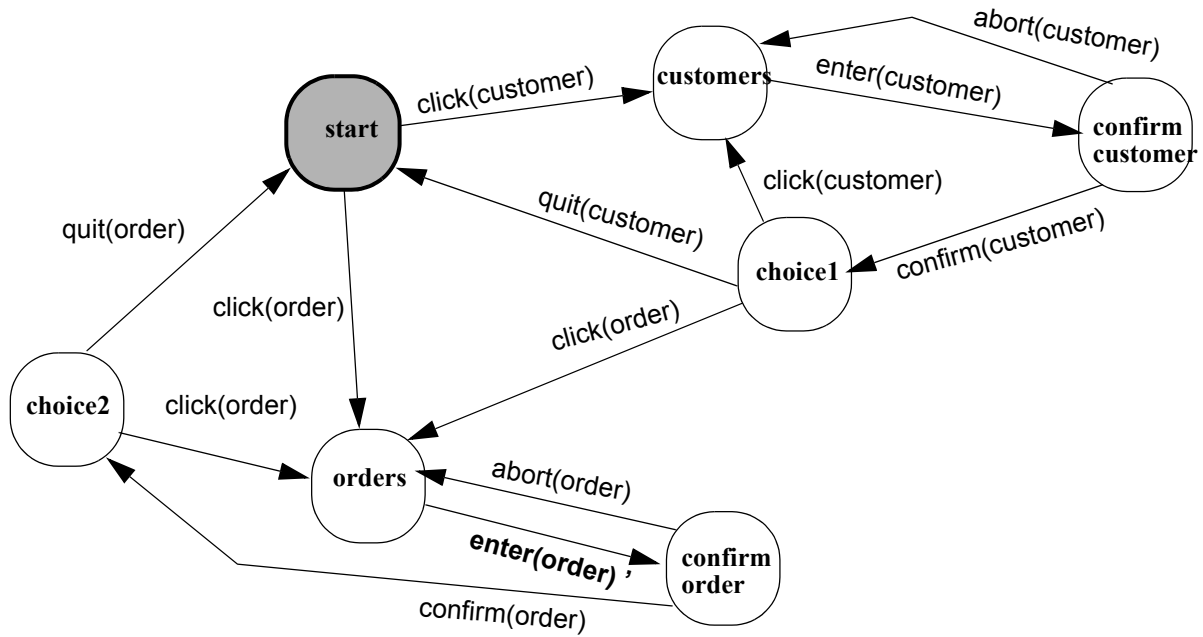 abort(customer)
customers
enter(customer)
click(customer)
start
confirm
customer
click(customer)
quit(customer)
quit(order)
confirm(customer)
choice1
click(order)
click(order)
choice2
click(order)
orders
abort(order)
enter(order) ,
confirm
order
confirm(order)